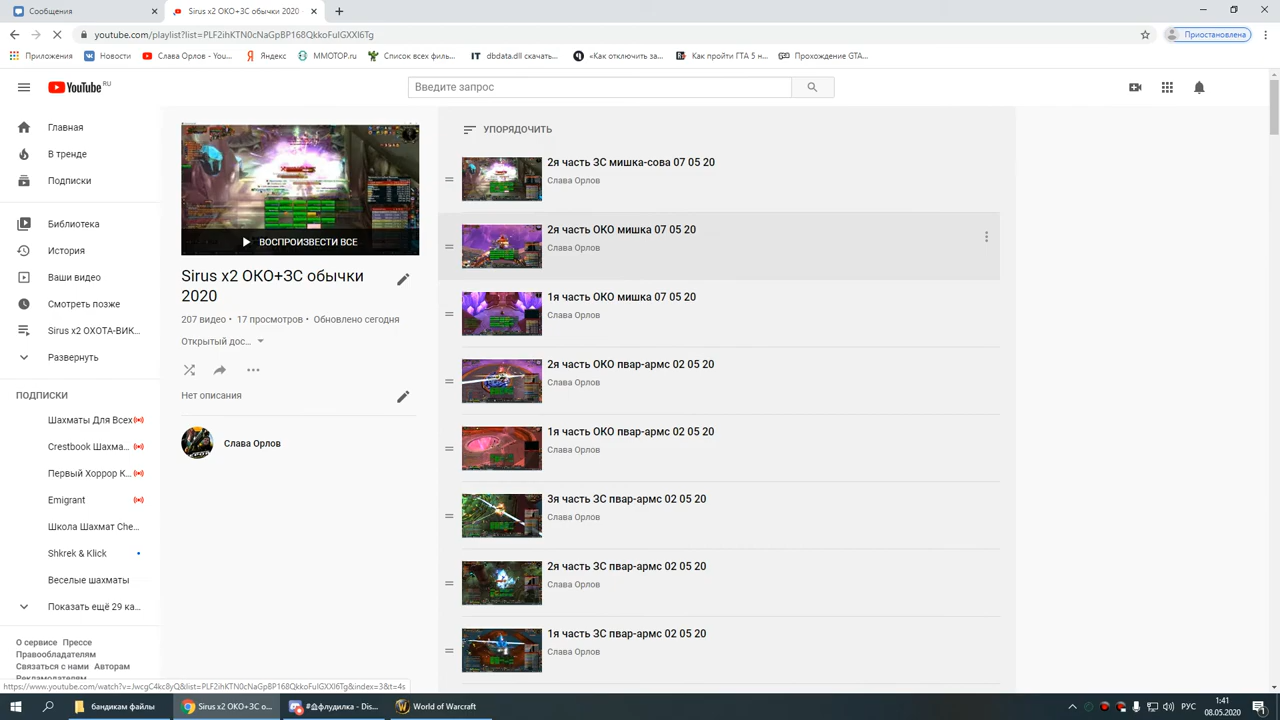 Сообщения
Sirus x2 ОКО+ЗС обычки 2020
youtube.com/playlist?list=PLF2ihKTN0cNaGpBP168QkkoFuIGXXl6Tg
Приостановлена
Приложения
Новости
Слава Орлов - You...
Яндекс
MMOTOP.ru
Список всех фил...
dbdata.dll скачать...
«Как отключить за...
Как пройти ГТА 5 н...
Прохождение GTA...
YouTube RU
Введите запрос
Главная
В тренде
Подписки
Библиотека
История
Ваши видео
Смотреть позже
Sirus x2 ОХОТА-ВИК...
Развернуть
ПОДПИСКИ
Шахматы Для Всех
Crestbook Шахма...
Первый Хоррор К...
Emigrant
Школа Шахмат Che...
Shkrek & Klick
Веселые шахматы
Показать ещё 29 ка...
О сервисе Прессе
Правообладателям
Связаться с нами Авторам
Рекламодателям
ВОСПРОИЗВЕСТИ ВСЕ
Sirus x2 ОКО+ЗС обычки
2020
207 видео • 17 просмотров • Обновлено сегодня
Открытый дос...
Нет описания
Слава Орлов
УПОРЯДОЧИТЬ
2я часть ЗС мишка-сова 07 05 20
Слава Орлов
2я часть ОКО мишка 07 05 20
Слава Орлов
1я часть ОКО мишка 07 05 20
Слава Орлов
2я часть ОКО пвар-армс 02 05 20
Слава Орлов
1я часть ОКО пвар-армс 02 05 20
Слава Орлов
3я часть ЗС пвар-армс 02 05 20
Слава Орлов
2я часть ЗС пвар-армс 02 05 20
Слава Орлов
1я часть ЗС пвар-армс 02 05 20
Слава Орлов
https://www.youtube.com/watch?v=JwcgC4kc8yQ&list=PLF2ihKTN0cNaGpBP168QkkoFuIGXXl6Tg&index=3&t=4s
бандикам файлы
Sirus x2 ОКО+ЗС о...
World of Warcraft
РУС
1:41
08.05.2020